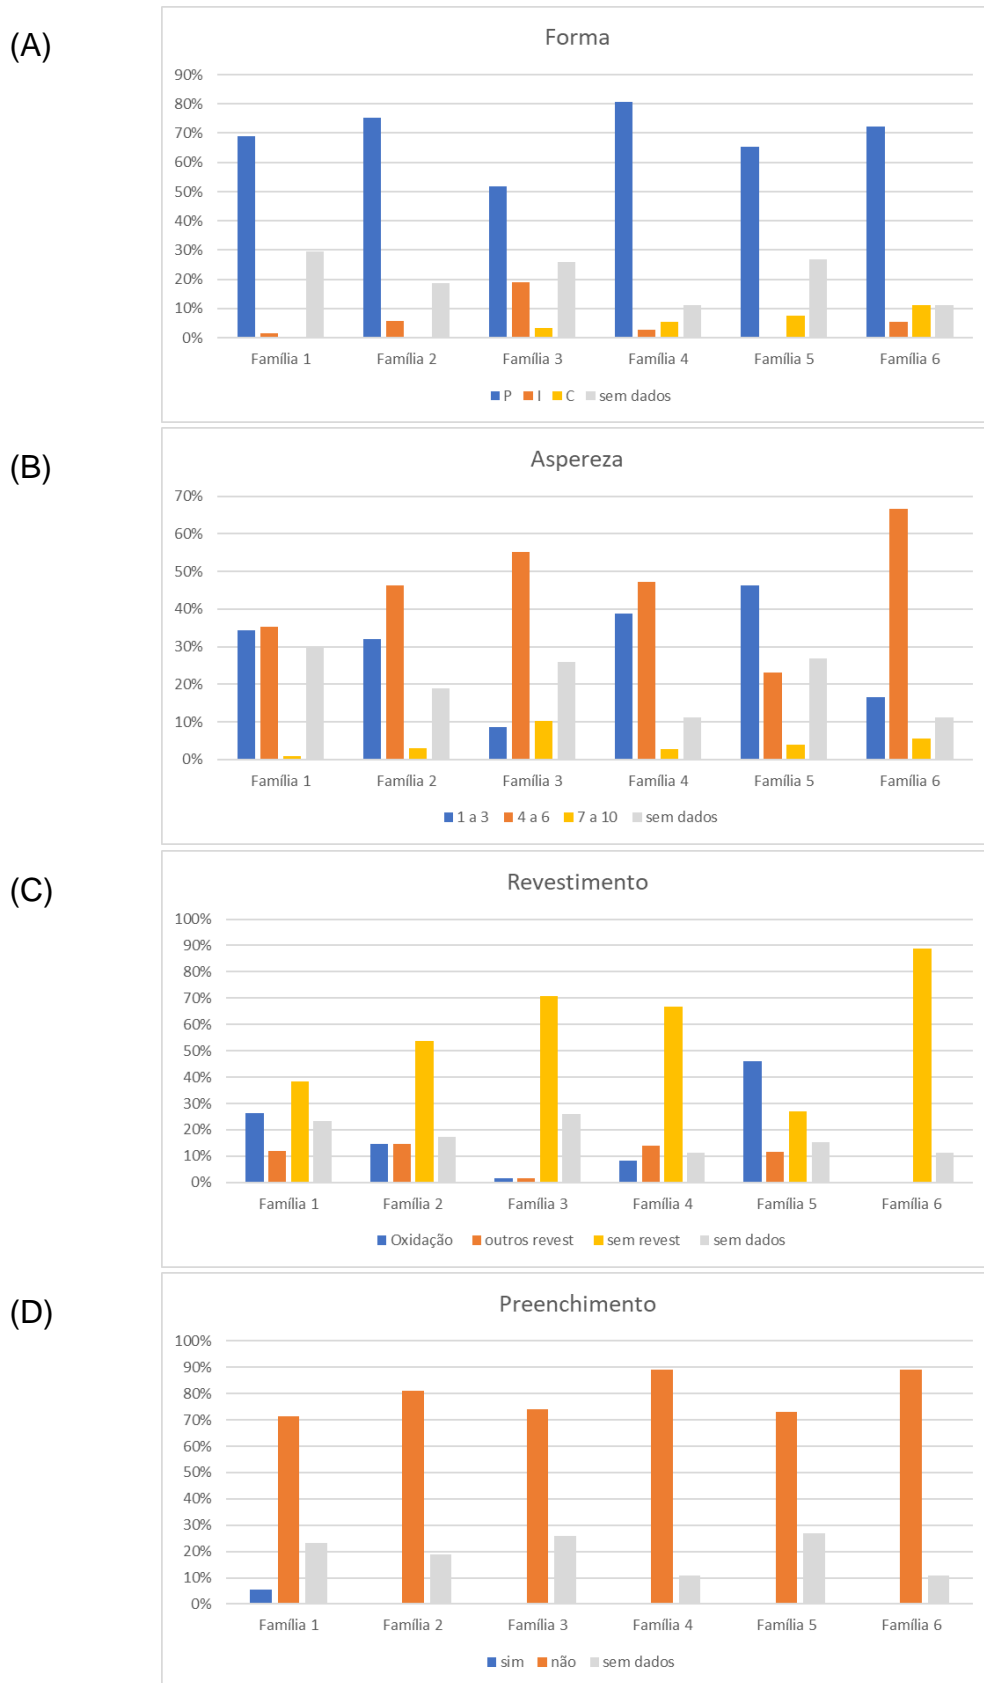 (A)
Forma
90%
80%
70%
60%
50%
40%
30%
20%
10%
0%
Família 1 Família 2 Família 3 Família 4 Família 5 Família 6
P I C sem dados
(B)
Aspereza
70%
60%
50%
40%
30%
20%
10%
0%
Família 1 Família 2 Família 3 Família 4 Família 5 Família 6
1 a 3 4 a 6 7 a 10 sem dados
(C)
Revestimento
100%
90%
80%
70%
60%
50%
40%
30%
20%
10%
0%
Família 1 Família 2 Família 3 Família 4 Família 5 Família 6
Oxidação outros revest sem revest sem dados
(D)
Preenchimento
100%
90%
80%
70%
60%
50%
40%
30%
20%
10%
0%
Família 1 Família 2 Família 3 Família 4 Família 5 Família 6
sim não sem dados